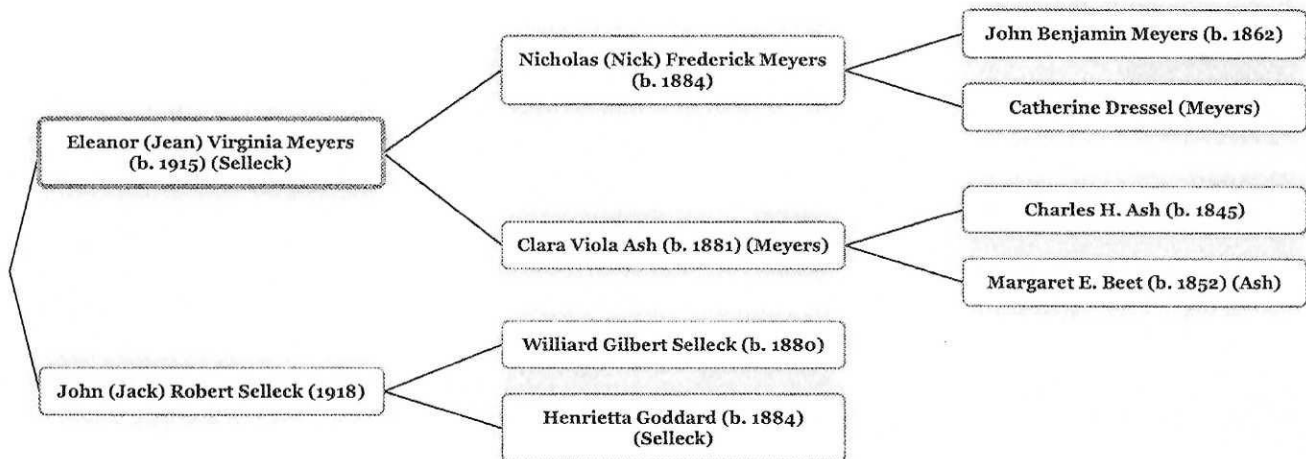 John Benjamin Meyers (b. 1862)
Nicholas (Nick) Frederick Meyers
(b. 1884)
Catherine Dressel (Meyers)
Eleanor (Jean) Virginia Meyers
(b. 1915) (Selleck)
Charles H. Ash (b. 1845)
Clara Viola Ash (b. 1881) (Meyers)
Margaret E. Beet (b. 1852) (Ash)
Williard Gilbert Selleck (b. 1880)
John (Jack) Robert Selleck (1918)
Henrietta Goddard (b. 1884)
(Selleck)